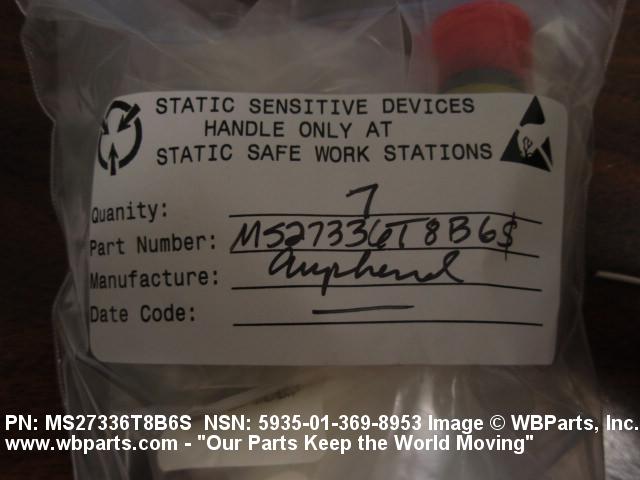 STATIC SENSITIVE DEVICES
HANDLE ONLY AT
STATIC SAFE WORK STATIONS
Quanity: 7
Part Number: MS27336T8B6$
Manufacture: Amphenol
Date Code: —
PN: MS27336T8B6S NSN: 5935-01-369-8953 Image © WBParts, Inc.
www.wbparts.com - "Our Parts Keep the World Moving"